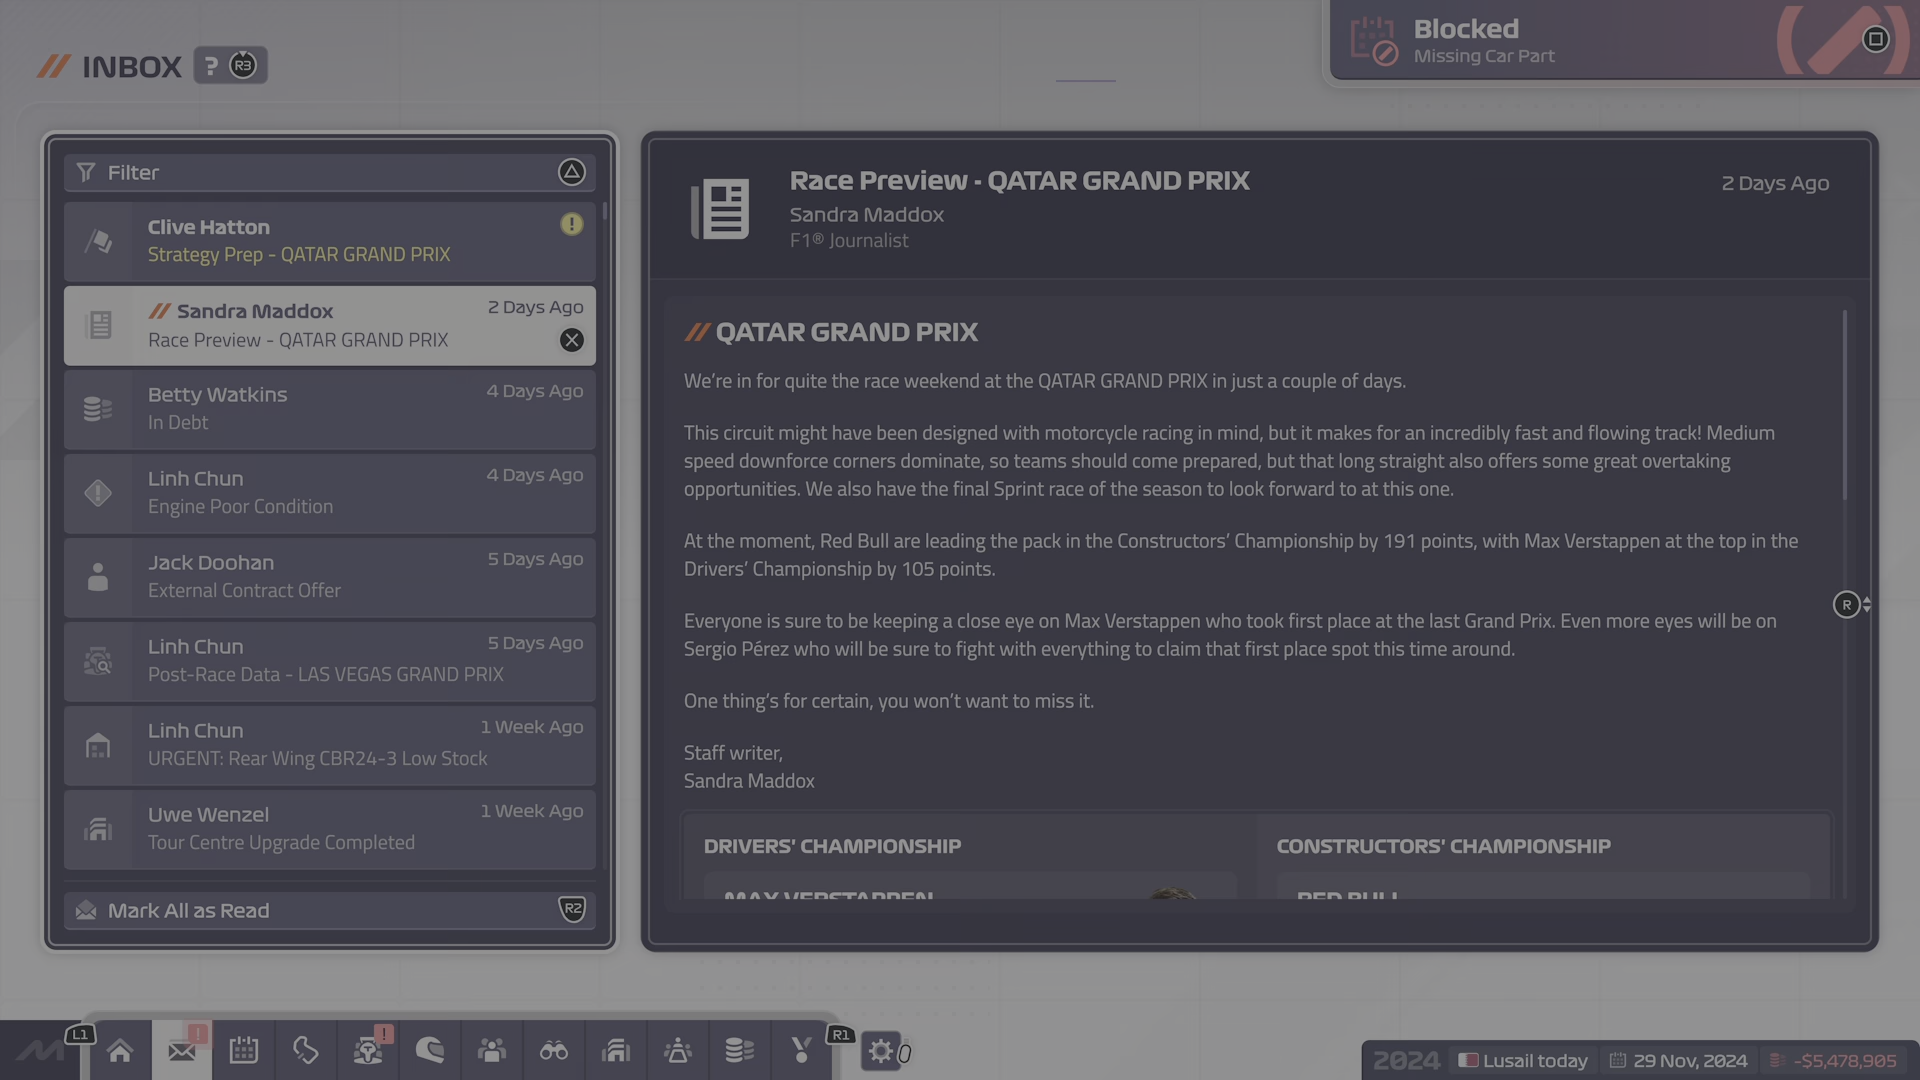 INBOX
?
R3
Blocked
Missing Car Part
Filter
Clive Hatton
!
Strategy Prep - QATAR GRAND PRIX
Sandra Maddox
2 Days Ago
Race Preview - QATAR GRAND PRIX
Betty Watkins
4 Days Ago
In Debt
Linh Chun
4 Days Ago
Engine Poor Condition
Jack Doohan
5 Days Ago
External Contract Offer
Linh Chun
5 Days Ago
Post-Race Data - LAS VEGAS GRAND PRIX
Linh Chun
1 Week Ago
URGENT: Rear Wing CBR24-3 Low Stock
Uwe Wenzel
1 Week Ago
Tour Centre Upgrade Completed
Mark All as Read
R2
Race Preview - QATAR GRAND PRIX
2 Days Ago
Sandra Maddox
F1® Journalist
QATAR GRAND PRIX
We're in for quite the race weekend at the QATAR GRAND PRIX in just a couple of days.
This circuit might have been designed with motorcycle racing in mind, but it makes for an incredibly fast and flowing track! Medium
speed downforce corners dominate, so teams should come prepared, but that long straight also offers some great overtaking
opportunities. We also have the final Sprint race of the season to look forward to at this one.
At the moment, Red Bull are leading the pack in the Constructors' Championship by 191 points, with Max Verstappen at the top in the
Drivers' Championship by 105 points.
R
Everyone is sure to be keeping a close eye on Max Verstappen who took first place at the last Grand Prix. Even more eyes will be on
Sergio Pérez who will be sure to fight with everything to claim that first place spot this time around.
One thing's for certain, you won't want to miss it.
Staff writer,
Sandra Maddox
DRIVERS' CHAMPIONSHIP
CONSTRUCTORS' CHAMPIONSHIP
MAX VERSTAPPEN
RED BULL
L1
!
!
R1
2024
Lusail today
29 Nov, 2024
-$5,478,905